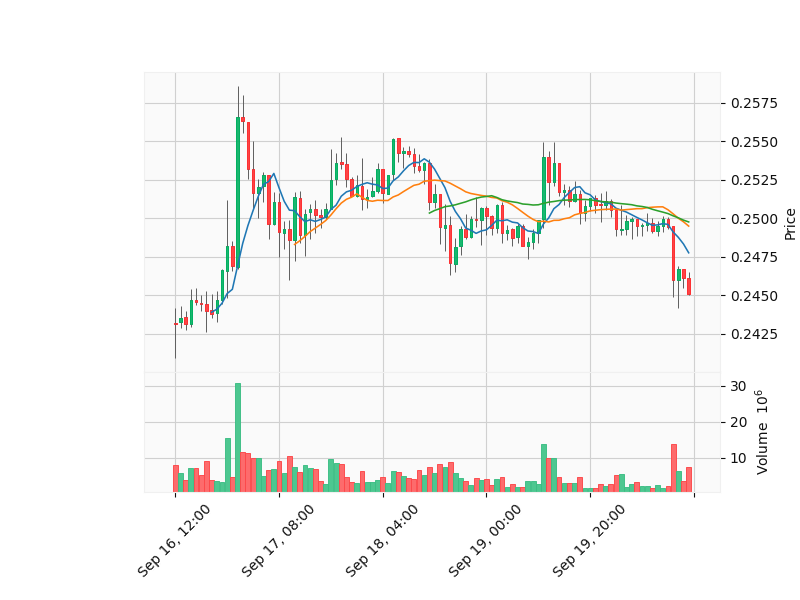 0.2575
0.2550
0.2525
0.2500
0.2475
0.2450
0.2425
Price
30
20
10
Volume 10^6
Sep 16, 12:00
Sep 17, 08:00
Sep 18, 04:00
Sep 19, 00:00
Sep 19, 20:00